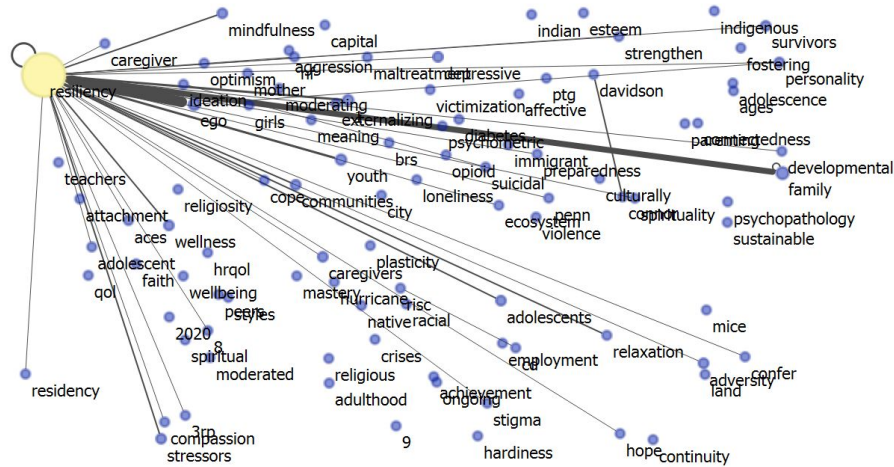 mindfulness
capital
indian
esteem
indigenous
survivors
strengthen
caregiver
aggression
maltreatment
depressive
fostering
personality
resiliency
optimism
mother
ideation
moderating
victimization
ptg
affective
davidson
adolescence
ages
ego
girls
externalizing
meaning
diabetes
psychometric
parenting
connectedness
brs
immigrant
developmental
youth
opioid
preparedness
family
teachers
suicidal
religiosity
cope
communities
loneliness
culturally
connor
spirituality
attachment
city
ecosystem
penn
psychopathology
aces
violence
sustainable
wellness
adolescent
hrqol
plasticity
faith
caregivers
qol
wellbeing
mastery
hurricane
risc
peers
styles
native
racial
adolescents
mice
2020
8
relaxation
spiritual
crises
employment
moderated
confer
religious
adversity
residency
achievement
land
adulthood
ongoing
stigma
3rp
compassion
9
stressors
hardiness
hope
continuity